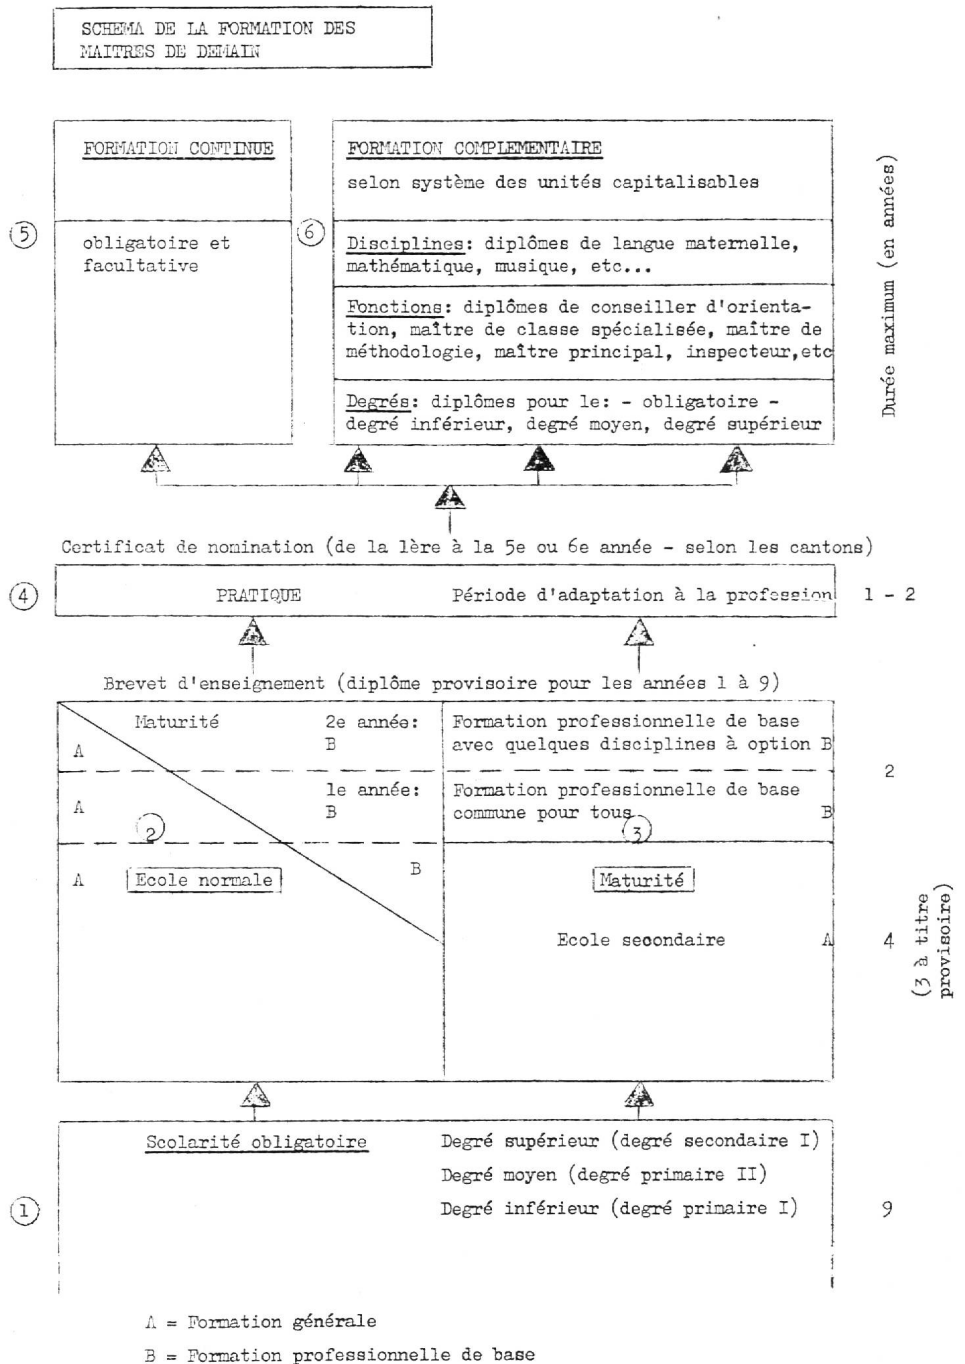 SCHEMA DE LA FORMATION DES
MAITRES DE DEMAIN
FORMATION CONTINUE
5
obligatoire et
facultative
FORMATION COMPLEMENTAIRE
selon système des unités capitalisables
6
Disciplines: diplômes de langue maternelle,
mathématique, musique, etc...
Fonctions: diplômes de conseiller d'orienta-
tion, maître de classe spécialisée, maître de
méthodologie, maître principal, inspecteur,etc
Degrés: diplômes pour le: - obligatoire -
degré inférieur, degré moyen, degré supérieur
Durée maximum (en années)
Certificat de nomination (de la 1ère à la 5e ou 6e année - selon les cantons)
4
PRATIQUE Période d'adaptation à la profession 1 - 2
Brevet d'enseignement (diplôme provisoire pour les années 1 à 9)
Maturité 2e année:
A B
1e année:
A B
2
A Ecole normale B
Formation professionnelle de base
avec quelques disciplines à option B
2
Formation professionnelle de base
commune pour tous B
3
Maturité
Ecole secondaire A 4
(3 à titre
provisoire)
Scolarité obligatoire Degré supérieur (degré secondaire I)
Degré moyen (degré primaire II)
1 Degré inférieur (degré primaire I) 9
A = Formation générale
B = Formation professionnelle de base